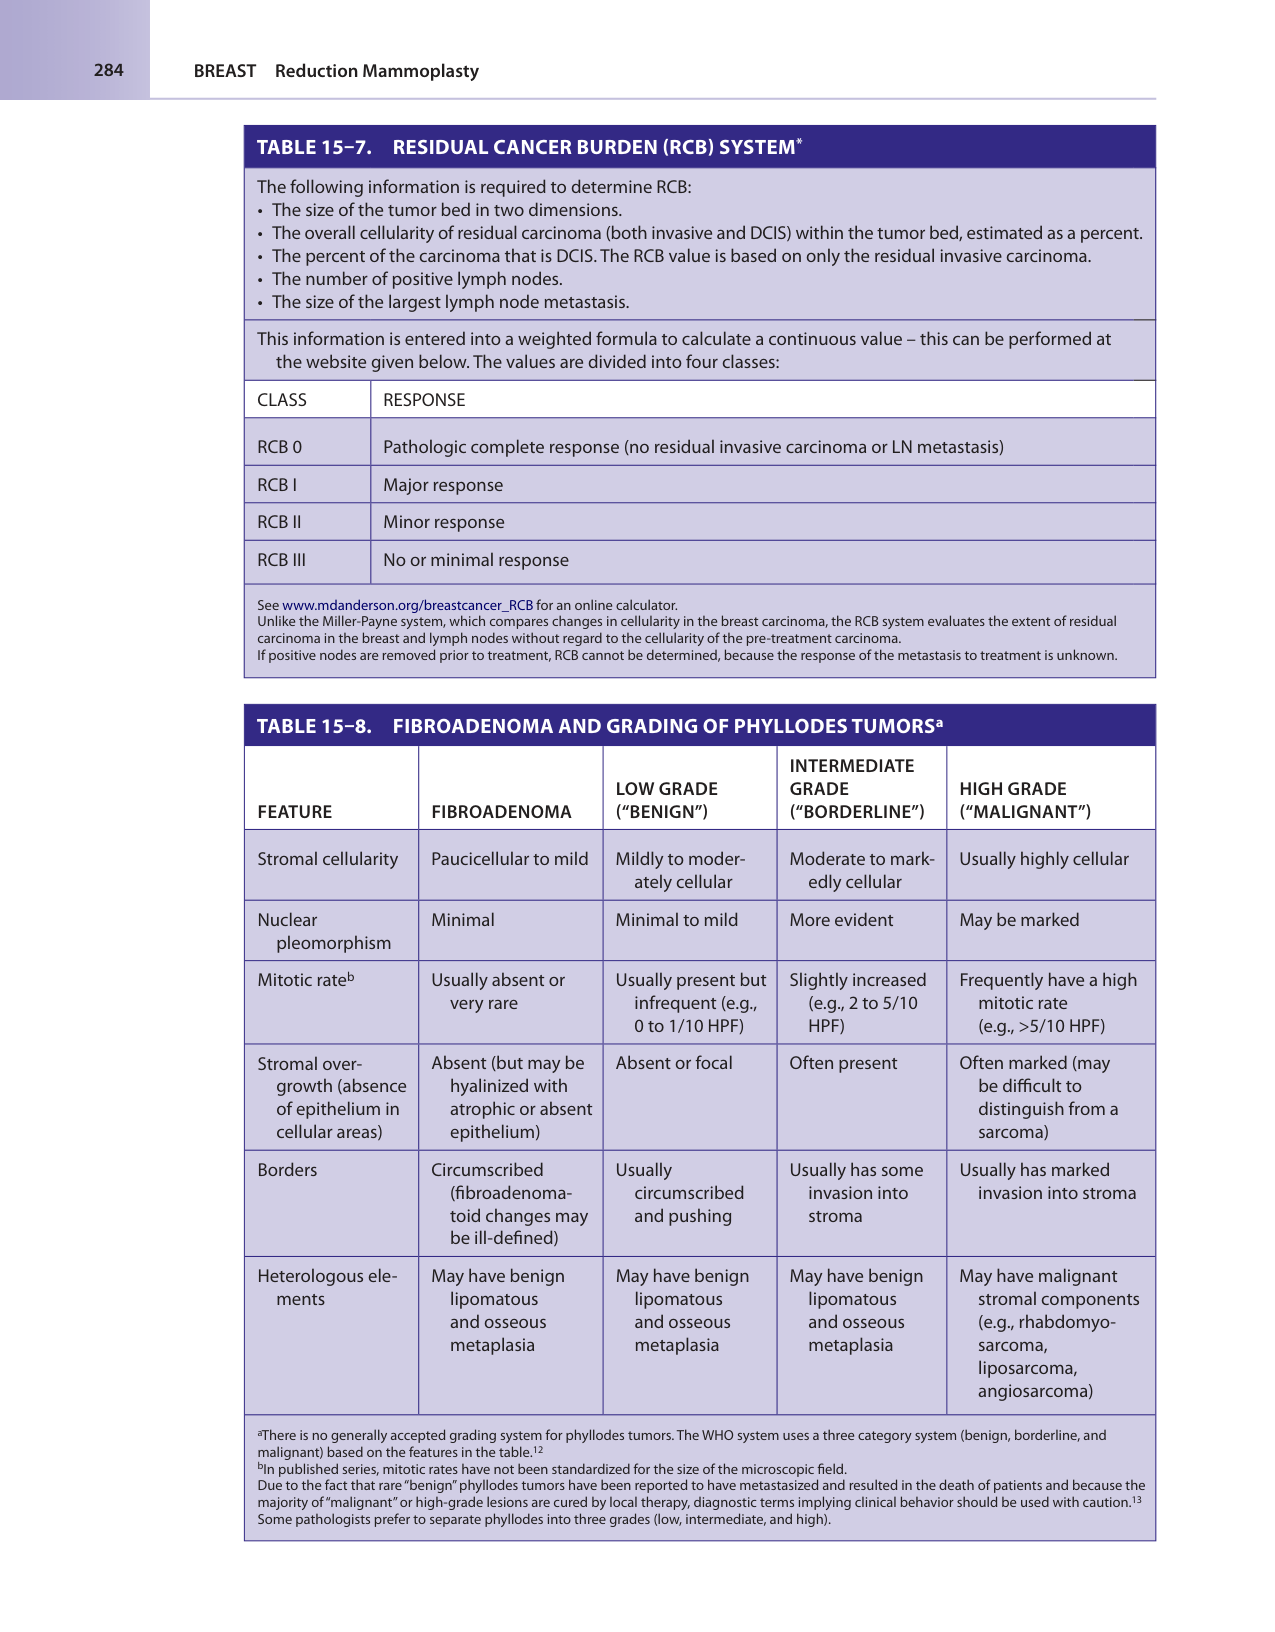 284
BREAST Reduction Mammoplasty
TABLE 15–7. RESIDUAL CANCER BURDEN (RCB) SYSTEM*
The following information is required to determine RCB:
• The size of the tumor bed in two dimensions.
• The overall cellularity of residual carcinoma (both invasive and DCIS) within the tumor bed, estimated as a percent.
• The percent of the carcinoma that is DCIS. The RCB value is based on only the residual invasive carcinoma.
• The number of positive lymph nodes.
• The size of the largest lymph node metastasis.
This information is entered into a weighted formula to calculate a continuous value – this can be performed at
the website given below. The values are divided into four classes:
CLASS RESPONSE
RCB 0 Pathologic complete response (no residual invasive carcinoma or LN metastasis)
RCB I Major response
RCB II Minor response
RCB III No or minimal response
See www.mdanderson.org/breastcancer_RCB for an online calculator.
Unlike the Miller-Payne system, which compares changes in cellularity in the breast carcinoma, the RCB system evaluates the extent of residual
carcinoma in the breast and lymph nodes without regard to the cellularity of the pre-treatment carcinoma.
If positive nodes are removed prior to treatment, RCB cannot be determined, because the response of the metastasis to treatment is unknown.
TABLE 15–8. FIBROADENOMA AND GRADING OF PHYLLODES TUMORSa
FEATURE
FIBROADENOMA
LOW GRADE
(“BENIGN”)
INTERMEDIATE
GRADE
(“BORDERLINE”)
HIGH GRADE
(“MALIGNANT”)
Stromal cellularity
Paucicellular to mild
Mildly to moder-
ately cellular
Moderate to mark-
edly cellular
Usually highly cellular
Nuclear
pleomorphism
Minimal
Minimal to mild
More evident
May be marked
Mitotic rateb
Usually absent or
very rare
Usually present but
infrequent (e.g.,
0 to 1/10 HPF)
Slightly increased
(e.g., 2 to 5/10
HPF)
Frequently have a high
mitotic rate
(e.g., >5/10 HPF)
Stromal over-
growth (absence
of epithelium in
cellular areas)
Absent (but may be
hyalinized with
atrophic or absent
epithelium)
Absent or focal
Often present
Often marked (may
be difficult to
distinguish from a
sarcoma)
Borders
Circumscribed
(fibroadenoma-
toid changes may
be ill-defined)
Usually
circumscribed
and pushing
Usually has some
invasion into
stroma
Usually has marked
invasion into stroma
Heterologous ele-
ments
May have benign
lipomatous
and osseous
metaplasia
May have benign
lipomatous
and osseous
metaplasia
May have benign
lipomatous
and osseous
metaplasia
May have malignant
stromal components
(e.g., rhabdomyo-
sarcoma,
liposarcoma,
angiosarcoma)
aThere is no generally accepted grading system for phyllodes tumors. The WHO system uses a three category system (benign, borderline, and
malignant) based on the features in the table.12
bIn published series, mitotic rates have not been standardized for the size of the microscopic field.
Due to the fact that rare “benign” phyllodes tumors have been reported to have metastasized and resulted in the death of patients and because the
majority of “malignant” or high-grade lesions are cured by local therapy, diagnostic terms implying clinical behavior should be used with caution.13
Some pathologists prefer to separate phyllodes into three grades (low, intermediate, and high).